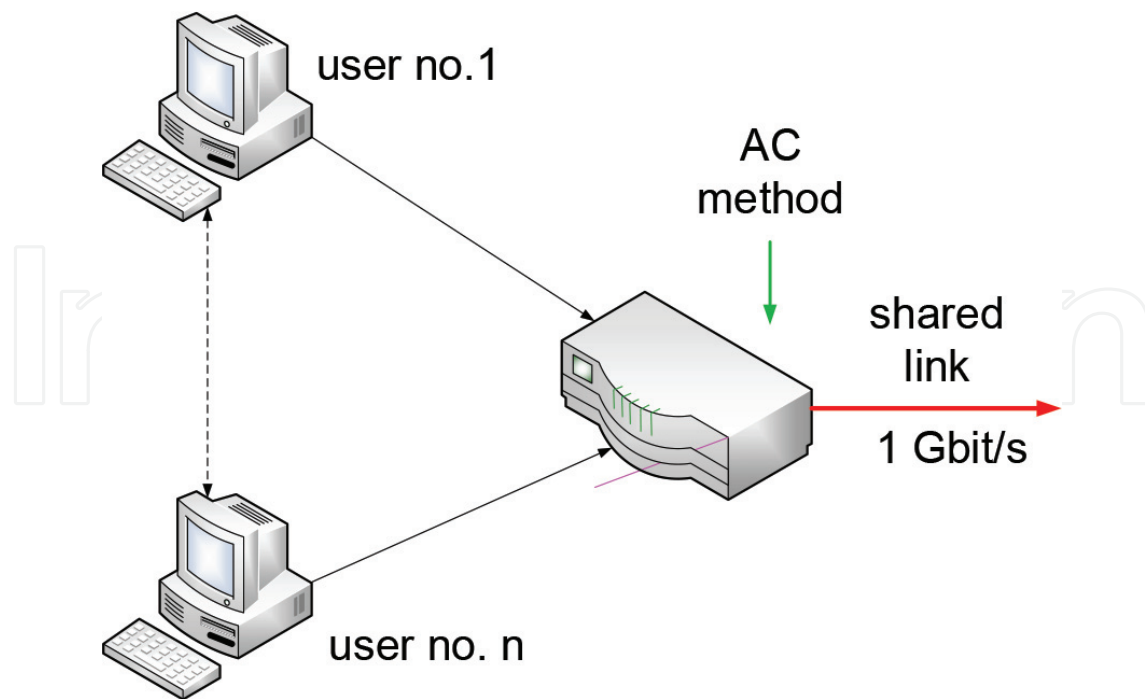 user no.1
AC
method
shared
link
1 Gbit/s
user no. n